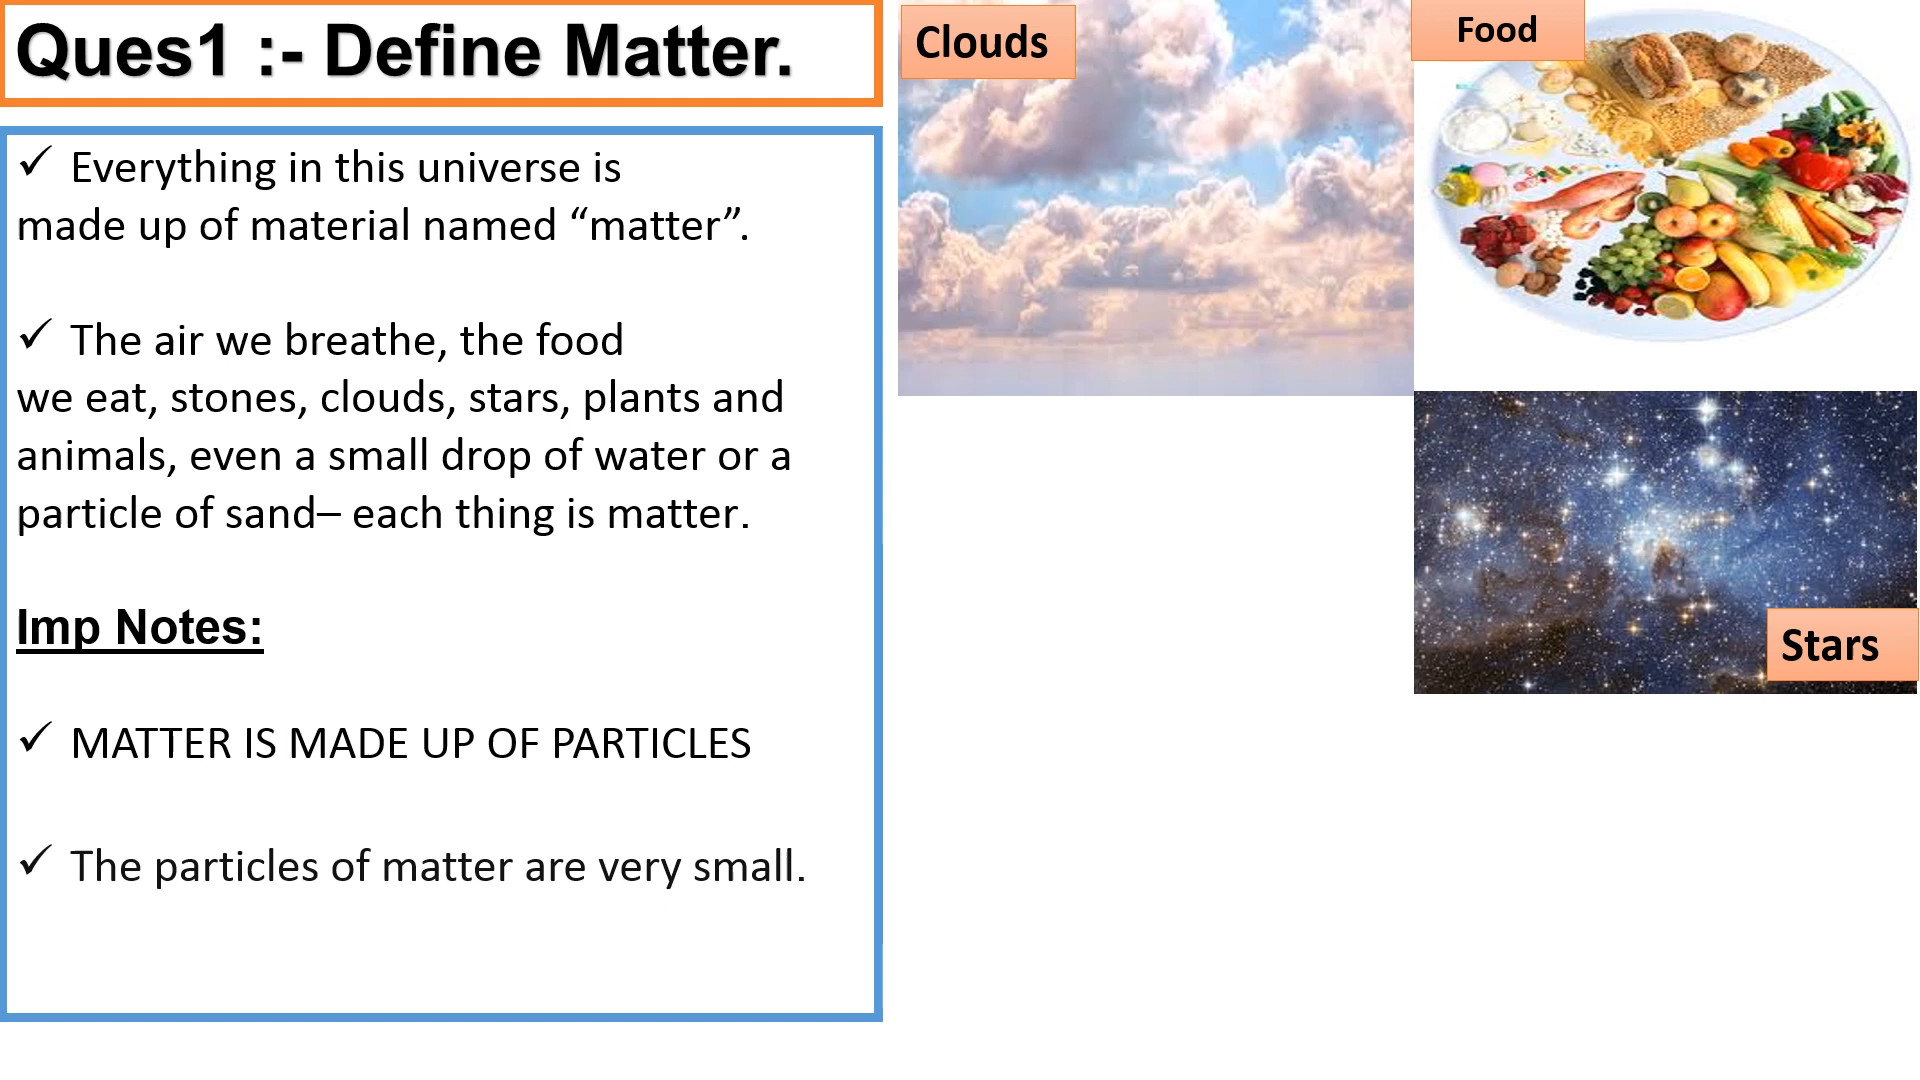 Ques1 :- Define Matter.
✓ Everything in this universe is
made up of material named “matter”.
✓ The air we breathe, the food
we eat, stones, clouds, stars, plants and
animals, even a small drop of water or a
particle of sand– each thing is matter.
Imp Notes:
✓ MATTER IS MADE UP OF PARTICLES
✓ The particles of matter are very small.
Clouds
Food
Stars